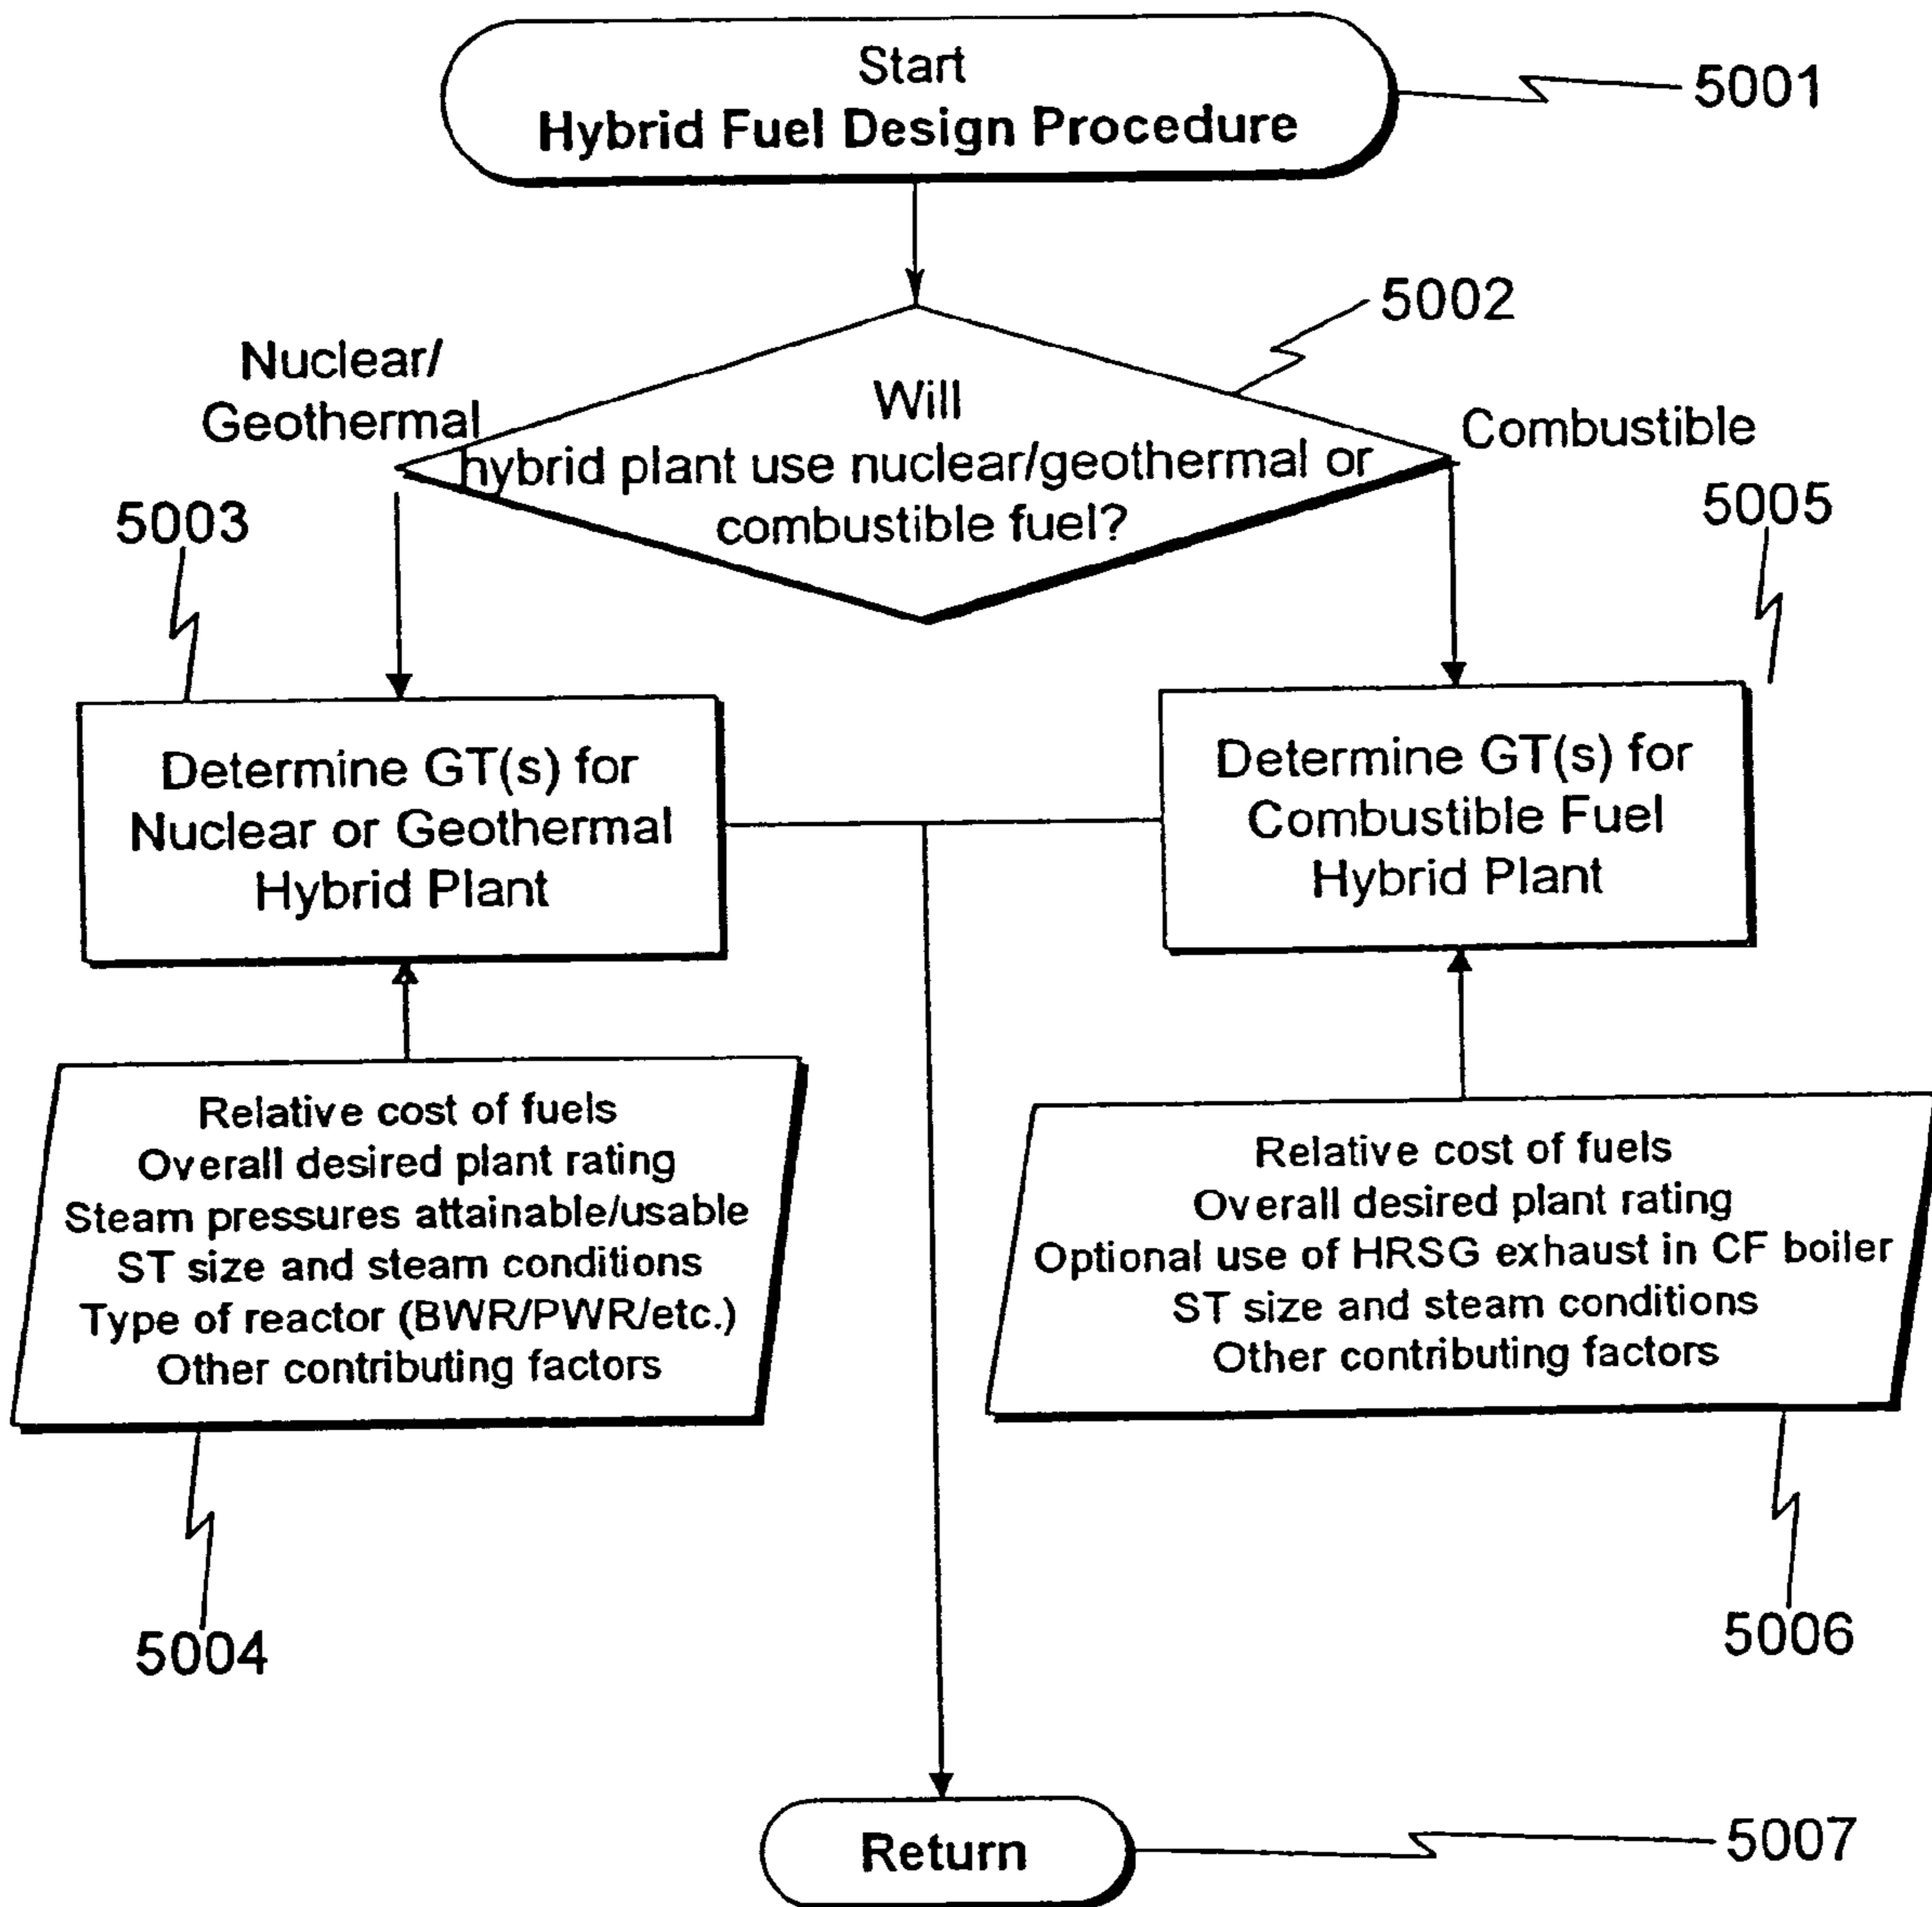 Start
Hybrid Fuel Design Procedure
5001
5002
Nuclear/
Geothermal
Will
hybrid plant use nuclear/geothermal or
combustible fuel?
Combustible
5003
5005
Determine GT(s) for
Nuclear or Geothermal
Hybrid Plant
Determine GT(s) for
Combustible Fuel
Hybrid Plant
Relative cost of fuels
Overall desired plant rating
Steam pressures attainable/usable
ST size and steam conditions
Type of reactor (BWR/PWR/etc.)
Other contributing factors
Relative cost of fuels
Overall desired plant rating
Optional use of HRSG exhaust in CF boiler
ST size and steam conditions
Other contributing factors
5004
5006
Return
5007